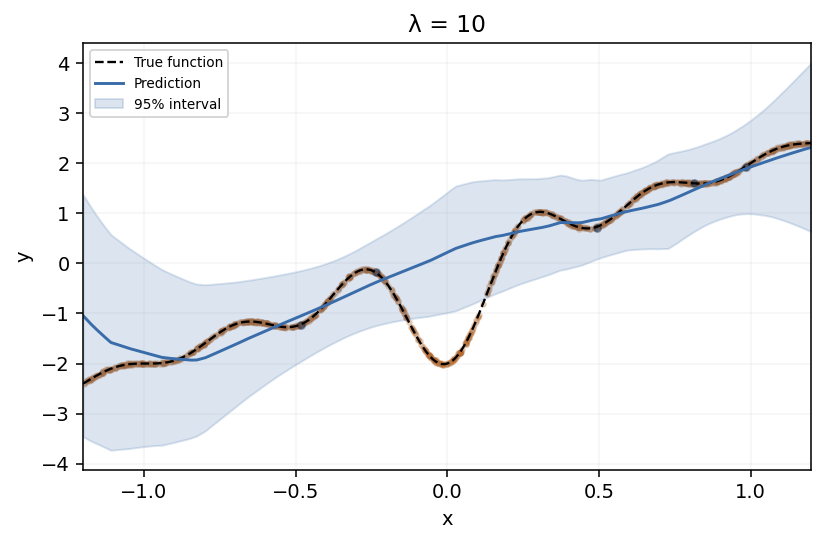 λ = 10
True function
Prediction
95% interval
4
3
2
1
0
−1
−2
−3
−4
y
−1.0 −0.5 0.0 0.5 1.0
x